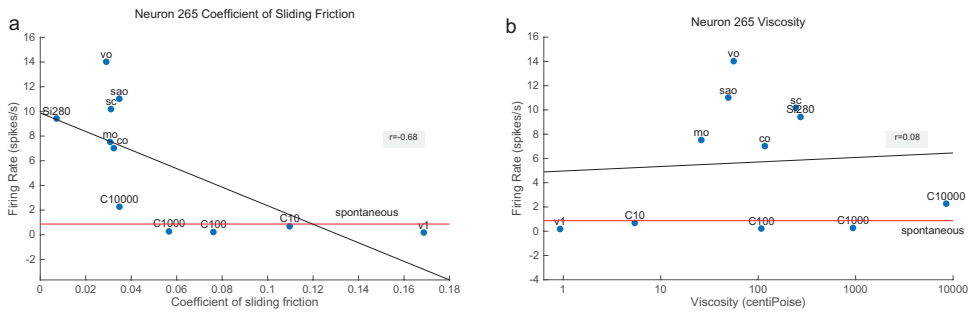 a
Neuron 265 Coefficient of Sliding Friction
Firing Rate (spikes/s)
16
14
12
10
8
6
4
2
0
-2
vo
sao
sc
Si280
mo
co
C10000
C1000
C100
C10
v1
r=-0.68
spontaneous
0
0.02
0.04
0.06
0.08
0.1
0.12
0.14
0.16
0.18
Coefficient of sliding friction
b
Neuron 265 Viscosity
Firing Rate (spikes/s)
16
14
12
10
8
6
4
2
0
-2
-4
vo
sao
sc
Si280
mo
co
r=0.08
C10000
v1
C10
C100
C1000
spontaneous
1
10
100
1000
10000
Viscosity (centiPoise)